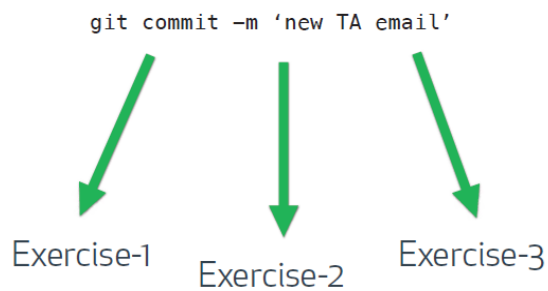 git commit –m ‘new TA email’
Exercise-1
Exercise-2
Exercise-3